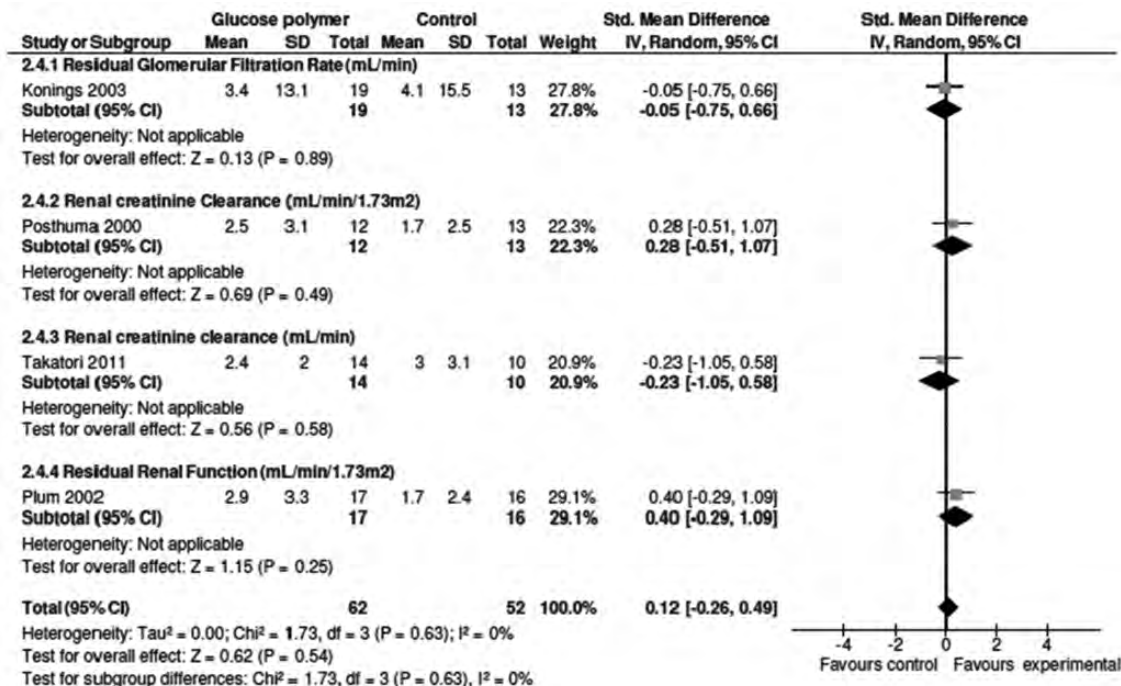 Glucose polymer Control Std. Mean Difference Std. Mean Difference
Study or Subgroup Mean SD Total Mean SD Total Weight IV, Random, 95% CI IV, Random, 95% CI
2.4.1 Residual Glomerular Filtration Rate (mL/min)
Konings 2003 3.4 13.1 19 4.1 15.5 13 27.8% -0.05 [-0.75, 0.66]
Subtotal (95% CI) 19 13 27.8% -0.05 [-0.75, 0.66]
Heterogeneity: Not applicable
Test for overall effect: Z = 0.13 (P = 0.89)
2.4.2 Renal creatinine Clearance (mL/min/1.73m2)
Posthuma 2000 2.5 3.1 12 1.7 2.5 13 22.3% 0.28 [-0.51, 1.07]
Subtotal (95% CI) 12 13 22.3% 0.28 [-0.51, 1.07]
Heterogeneity: Not applicable
Test for overall effect: Z = 0.69 (P = 0.49)
2.4.3 Renal creatinine clearance (mL/min)
Takatori 2011 2.4 2 14 3 3.1 10 20.9% -0.23 [-1.05, 0.58]
Subtotal (95% CI) 14 10 20.9% -0.23 [-1.05, 0.58]
Heterogeneity: Not applicable
Test for overall effect: Z = 0.56 (P = 0.58)
2.4.4 Residual Renal Function (mL/min/1.73m2)
Plum 2002 2.9 3.3 17 1.7 2.4 16 29.1% 0.40 [-0.29, 1.09]
Subtotal (95% CI) 17 16 29.1% 0.40 [-0.29, 1.09]
Heterogeneity: Not applicable
Test for overall effect: Z = 1.15 (P = 0.25)
Total (95% CI) 62 52 100.0% 0.12 [-0.26, 0.49]
Heterogeneity: Tau² = 0.00; Chi² = 1.73, df = 3 (P = 0.63); I² = 0%
Test for overall effect: Z = 0.62 (P = 0.54)
Test for subgroup differences: Chi² = 1.73, df = 3 (P = 0.63), I² = 0%
-4 -2 0 2 4
Favours control Favours experimental